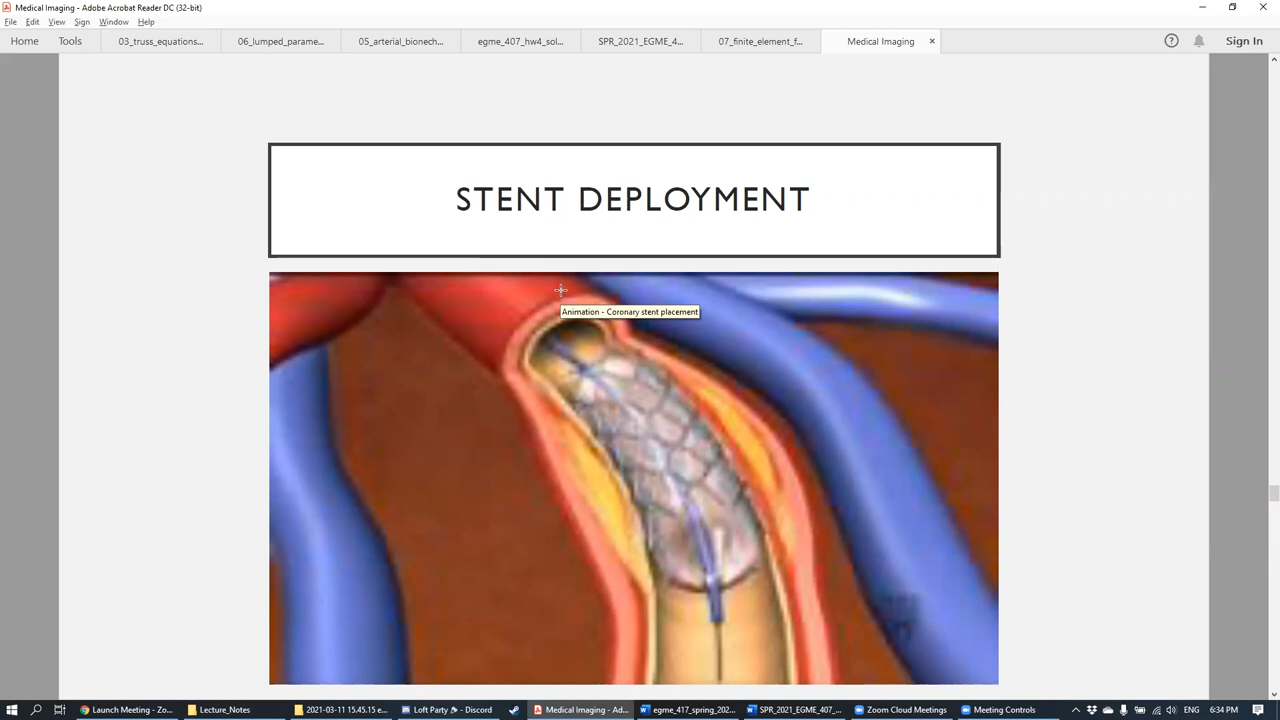 Medical Imaging - Adobe Acrobat Reader DC (32-bit)
File Edit View Sign Window Help
Home Tools 03_truss_equations... 06_lumped_parame... 05_arterial_bionech... egme_407_hw4_sol... SPR_2021_EGME_4... 07_finite_element_f... Medical Imaging × ? Sign In
STENT DEPLOYMENT
Animation - Coronary stent placement
Launch Meeting - Zo... Lecture_Notes 2021-03-11 15.45.15 e... Loft Party - Discord Medical Imaging - Ad... egme_417_spring_202... SPR_2021_EGME_407_... Zoom Cloud Meetings Meeting Controls ENG 6:34 PM